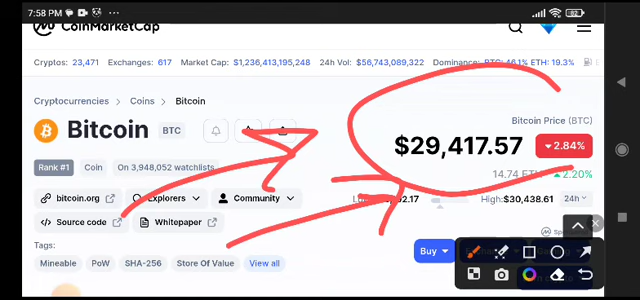 7:58 PM
82
CoinMarketCap
Cryptos: 23,471 Exchanges: 617 Market Cap: $1,236,413,195,248 24h Vol: $56,743,089,322 Dominance: BTC: 46.1% ETH: 19.3%
Cryptocurrencies > Coins > Bitcoin
Bitcoin BTC
Bitcoin Price (BTC)
$29,417.57 2.84%
14.74 ETH 2.20%
Rank #1 Coin On 3,948,052 watchlists
bitcoin.org Explorers Community
High: $30,438.61 24h
Source code Whitepaper
Tags:
Buy
Mineable PoW SHA-256 Store Of Value View all